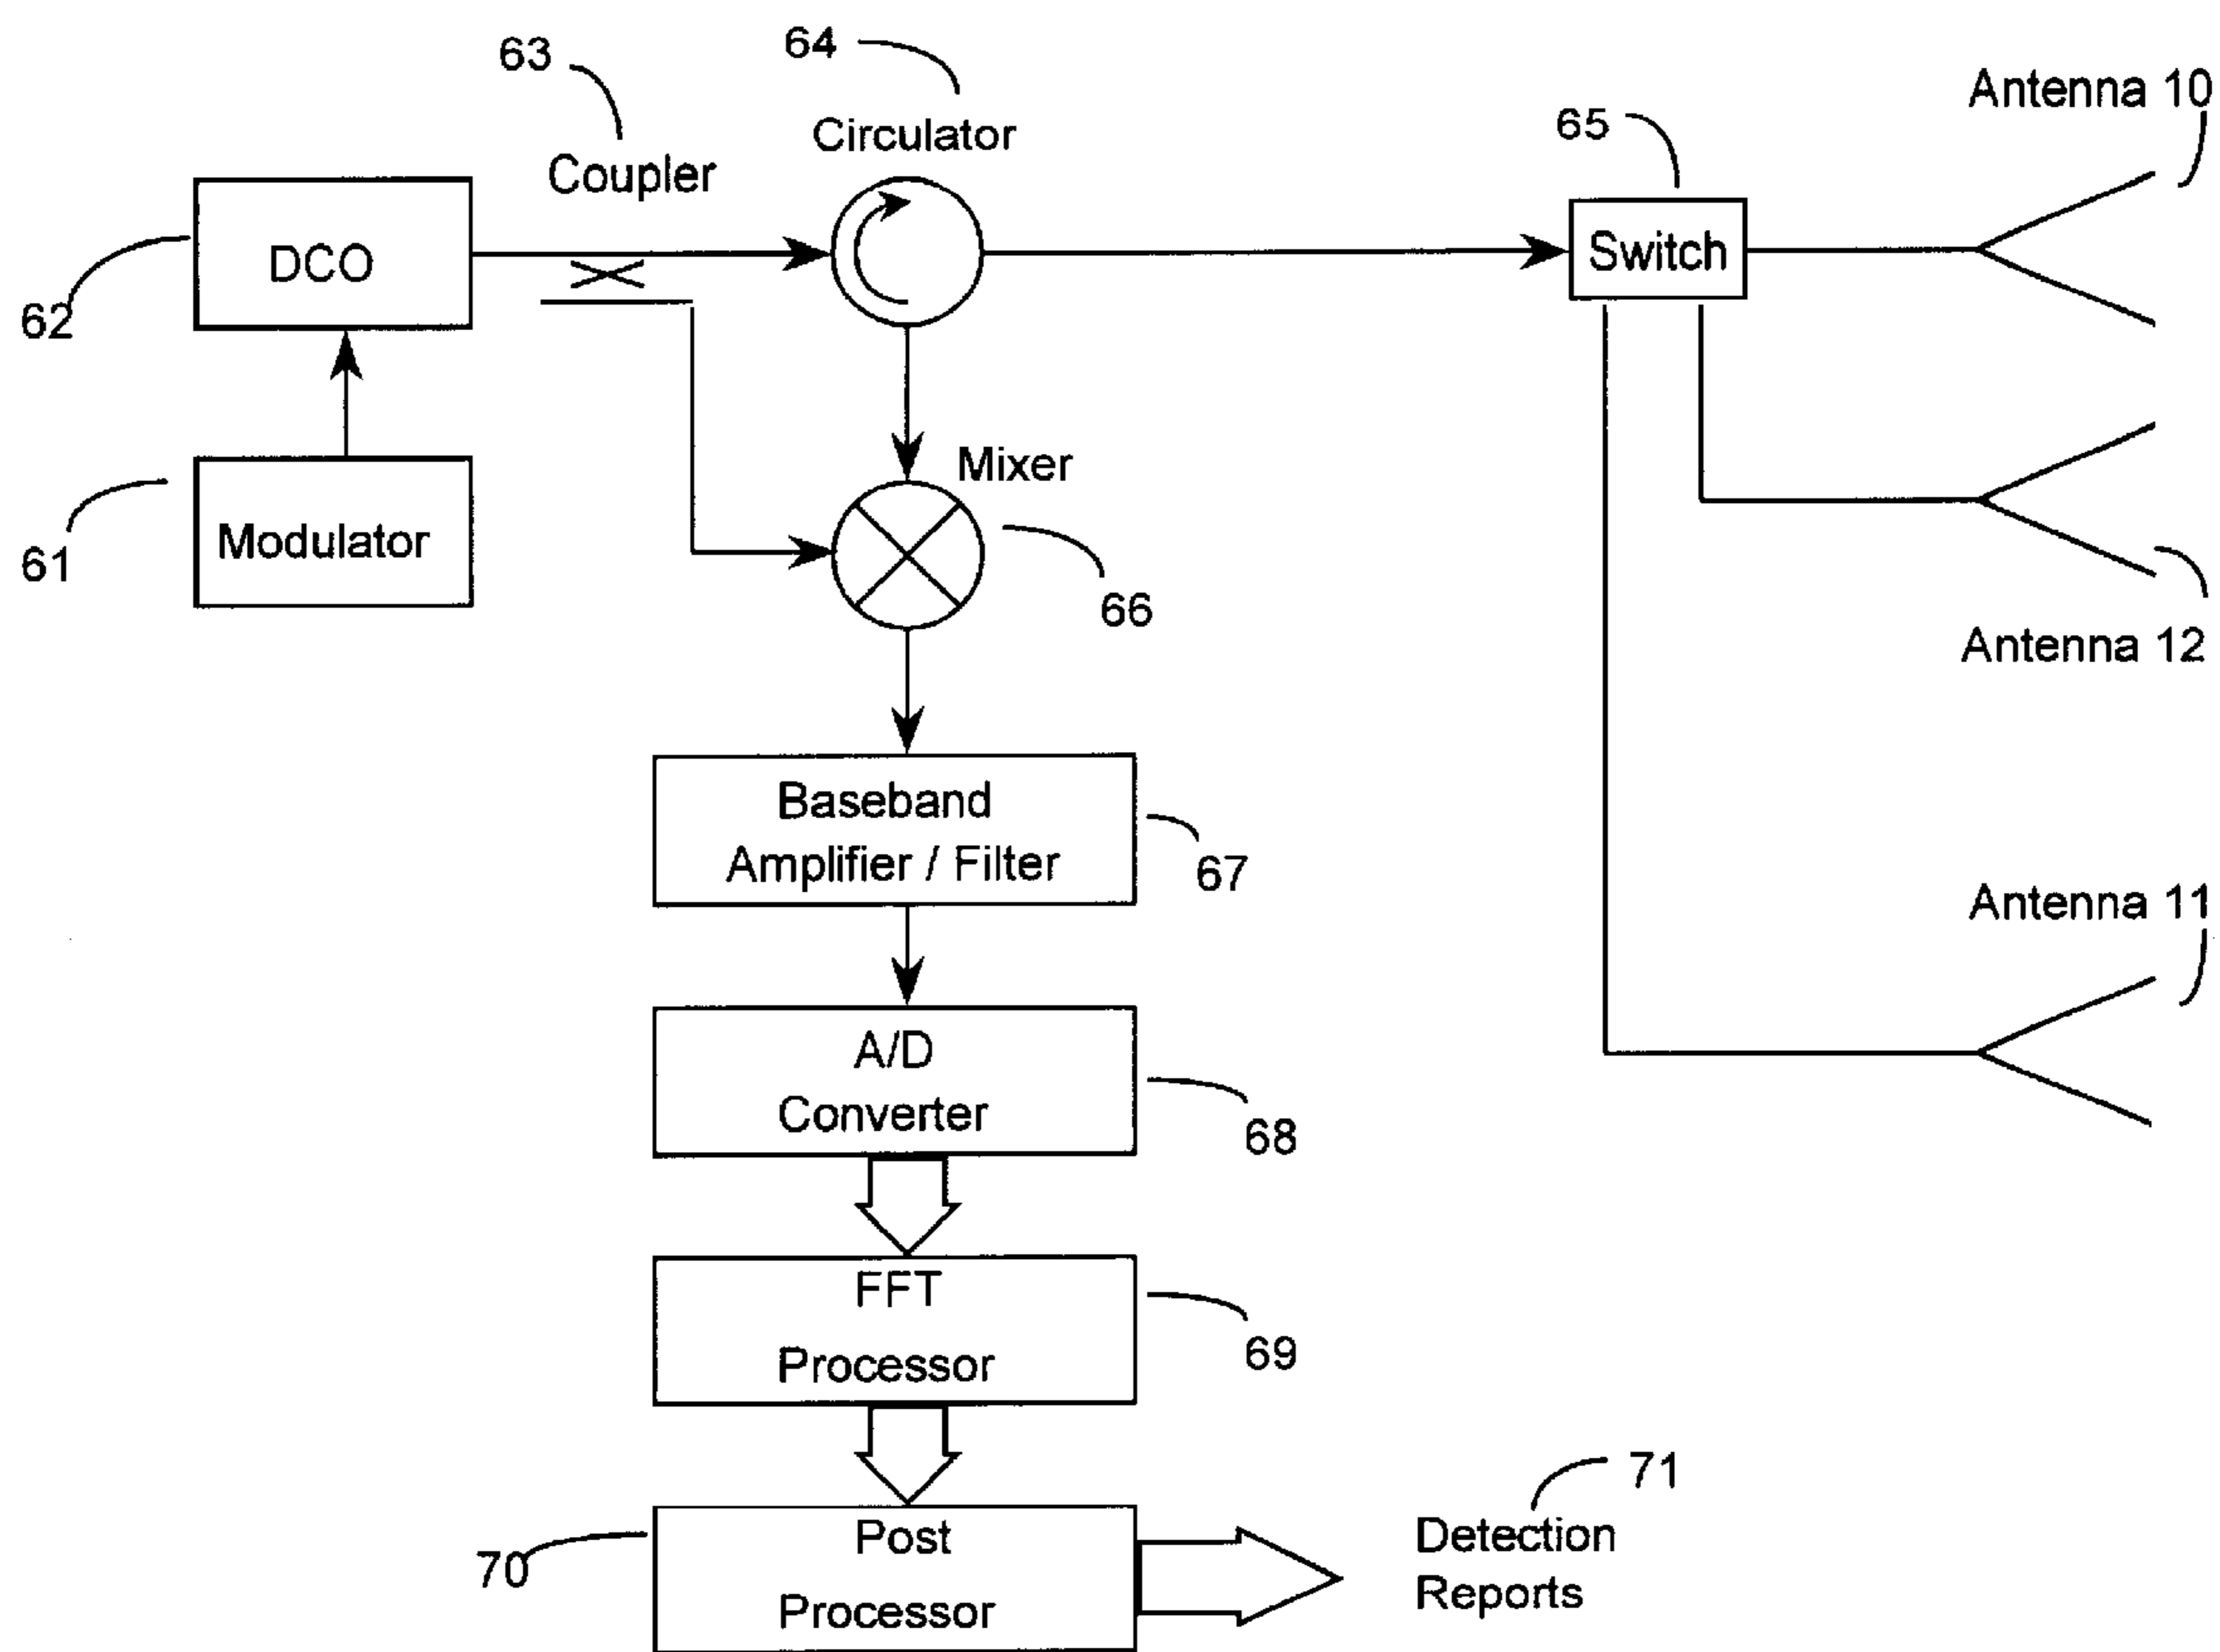 63
64
Antenna 10
Circulator
65
Coupler
DCO
Switch
62
Mixer
Modulator
61
66
Antenna 12
Baseband
Amplifier / Filter
67
Antenna 11
A/D
Converter
68
FFT
Processor
69
71
Post
Processor
70
Detection
Reports